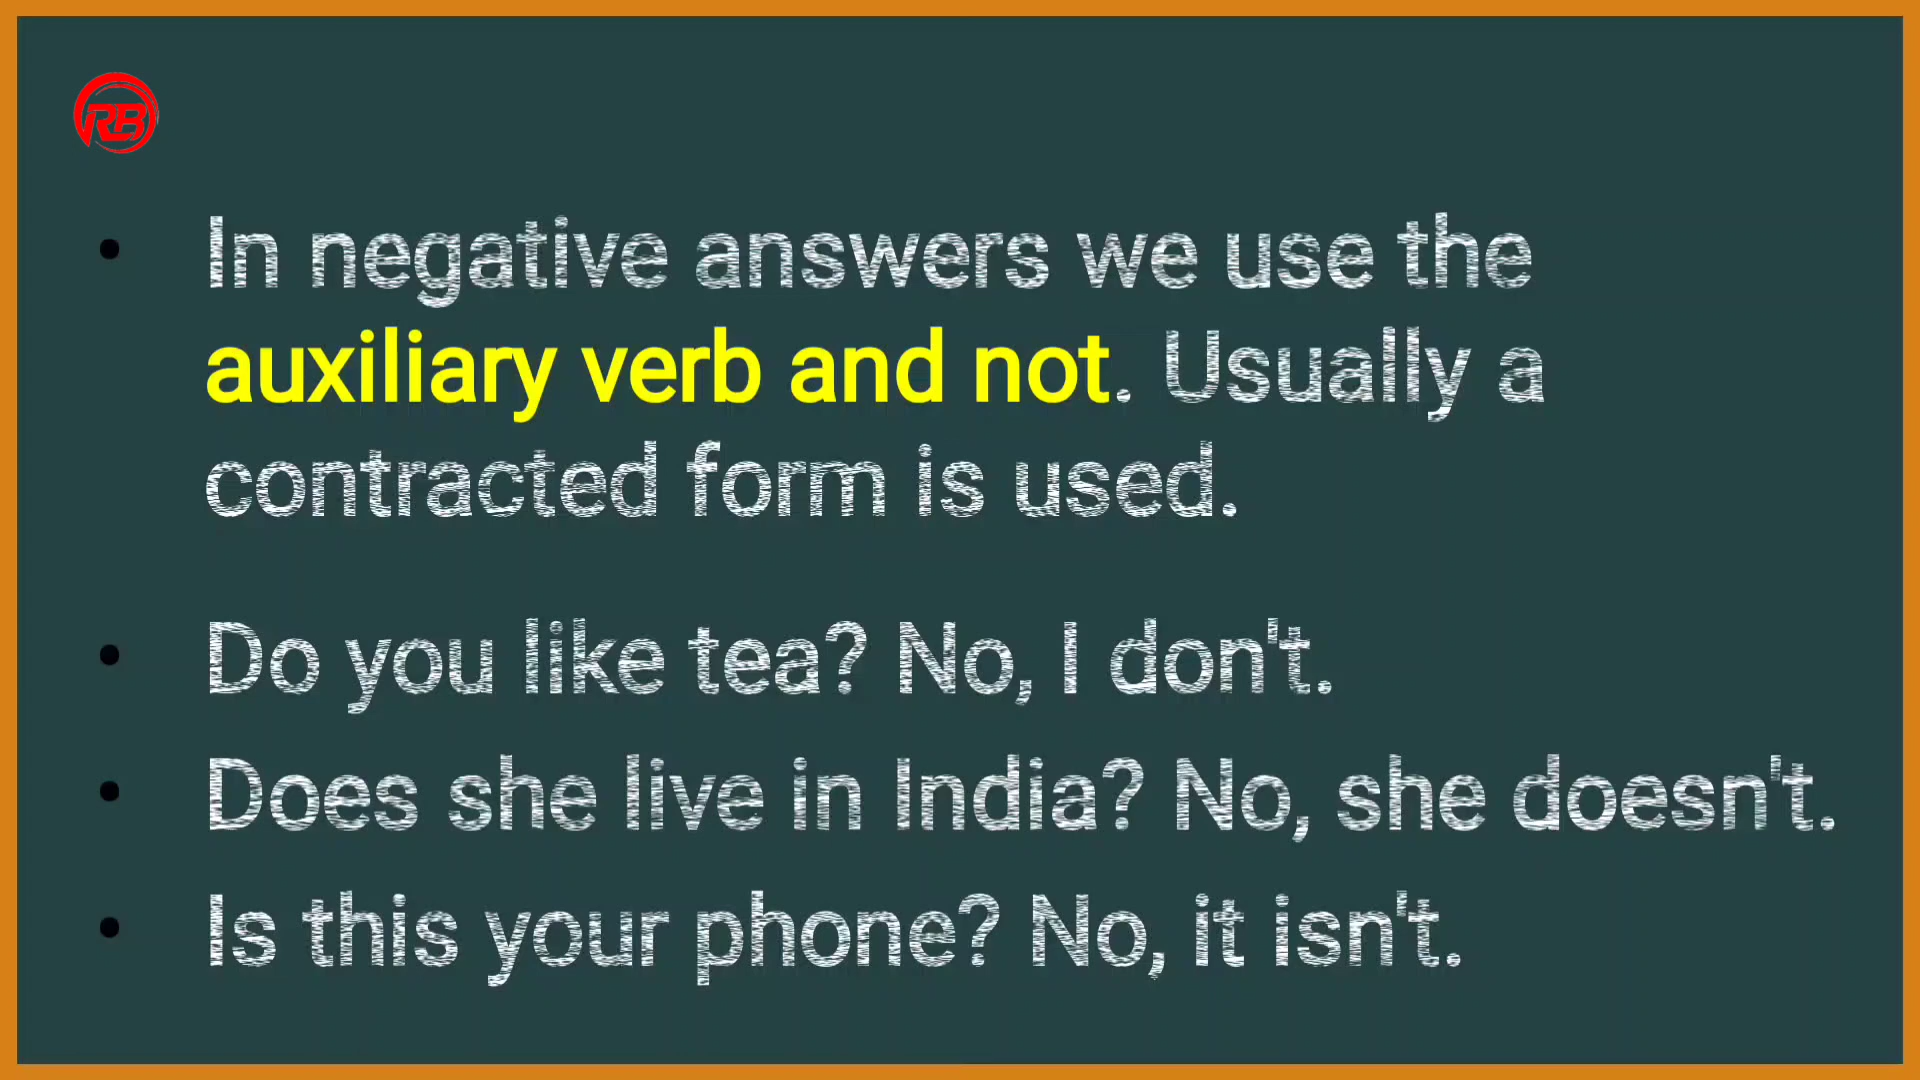 RB
In negative answers we use the
auxiliary verb and not. Usually a
contracted form is used.
Do you like tea? No, I don't.
Does she live in India? No, she doesn't.
Is this your phone? No, it isn't.